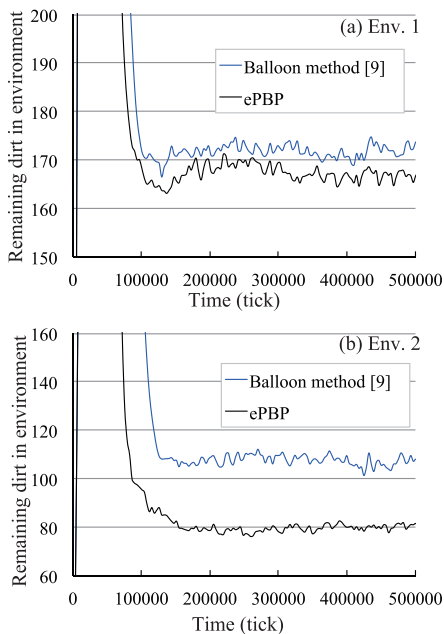 (a) Env. 1
Remaining dirt in environment
200
190
180
170
160
150
Balloon method [9]
ePBP
0 100000 200000 300000 400000 500000
Time (tick)
(b) Env. 2
Remaining dirt in environment
160
140
120
100
80
60
Balloon method [9]
ePBP
0 100000 200000 300000 400000 500000
Time (tick)